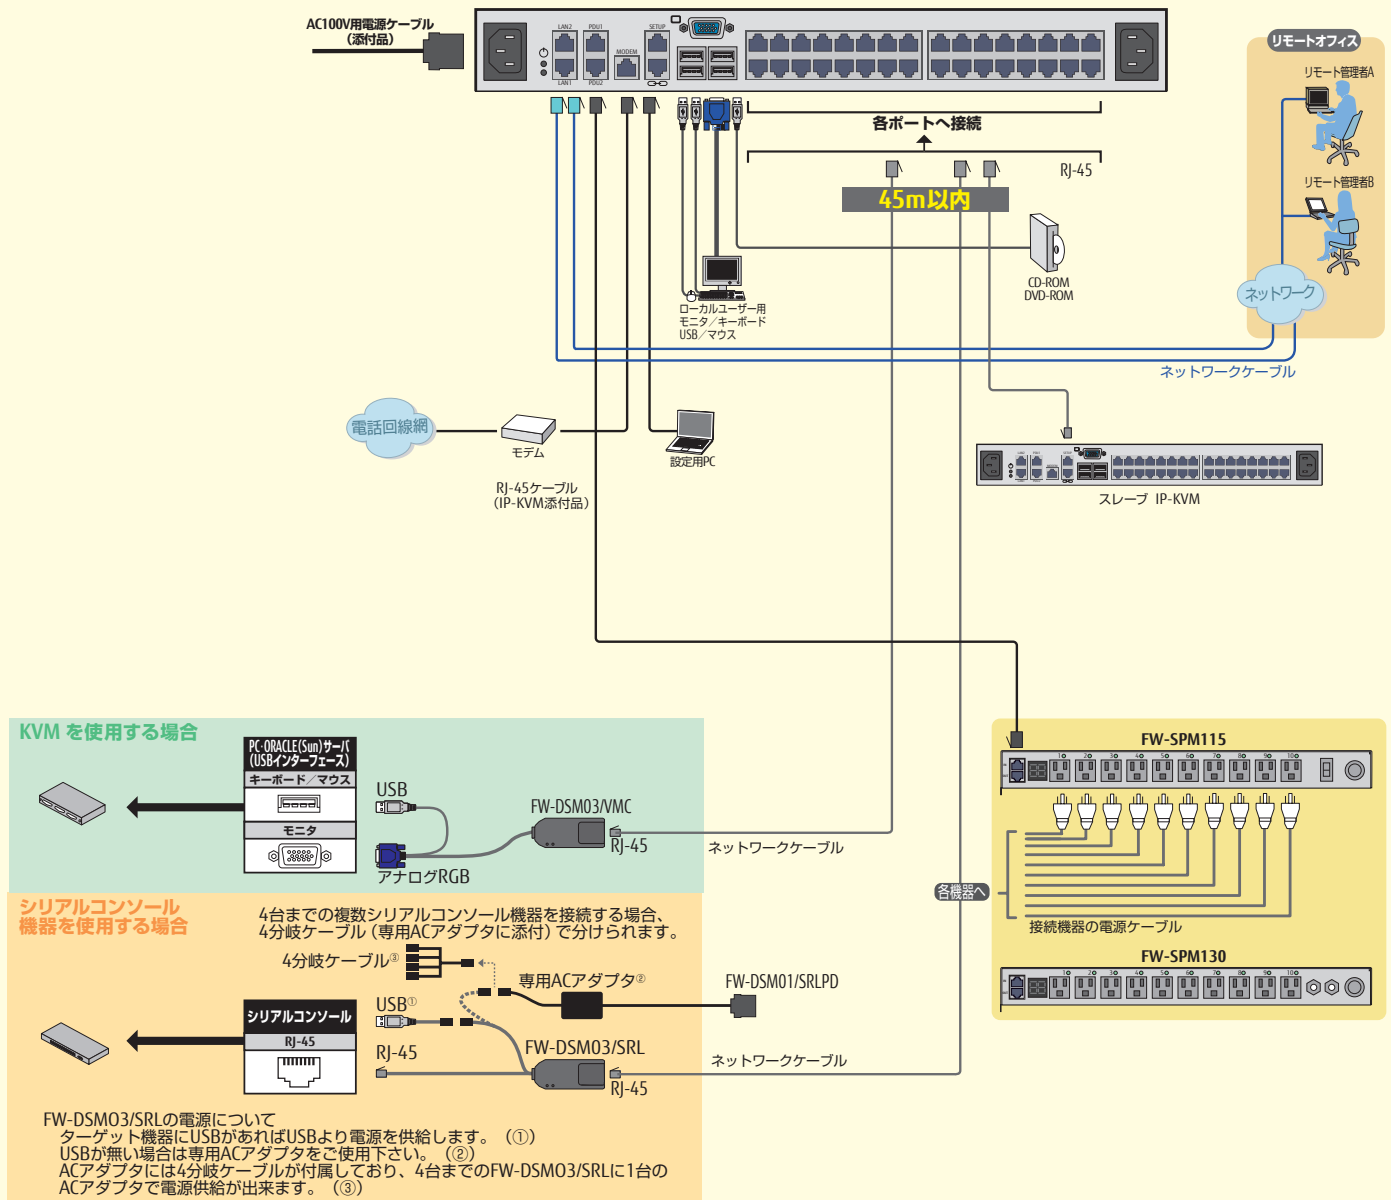 AC100V用電源ケーブル
（添付品）
LAN2
PDU1
MODEM
SETUP
LAN1
PDU2
各ポートへ接続
RJ-45
45m以内
リモートオフィス
リモート管理者A
リモート管理者B
ネットワーク
CD-ROM
DVD-ROM
ローカルユーザー用
モニタ／キーボード
USB／マウス
ネットワークケーブル
電話回線網
モデム
設定用PC
RJ-45ケーブル
（IP-KVM添付品）
スレーブ IP-KVM
KVM を使用する場合
PC・ORACLE(Sun)サーバ
（USBインターフェース）
キーボード／マウス
モニタ
USB
アナログRGB
FW-DSM03/VMC
RJ-45
ネットワークケーブル
FW-SPM115
1 2 3 4 5 6 7 8 9 10
各機器へ
接続機器の電源ケーブル
FW-SPM130
1 2 3 4 5 6 7 8 9 10
シリアルコンソール
機器を使用する場合
4台までの複数シリアルコンソール機器を接続する場合、
4分岐ケーブル（専用ACアダプタに添付）で分けられます。
4分岐ケーブル③
専用ACアダプタ②
FW-DSM01/SRLPD
シリアルコンソール
RJ-45
USB①
RJ-45
FW-DSM03/SRL
RJ-45
ネットワークケーブル
FW-DSM03/SRLの電源について
ターゲット機器にUSBがあればUSBより電源を供給します。（①）
USBが無い場合は専用ACアダプタをご使用下さい。（②）
ACアダプタには4分岐ケーブルが付属しており、4台までのFW-DSM03/SRLに1台の
ACアダプタで電源供給が出来ます。（③）